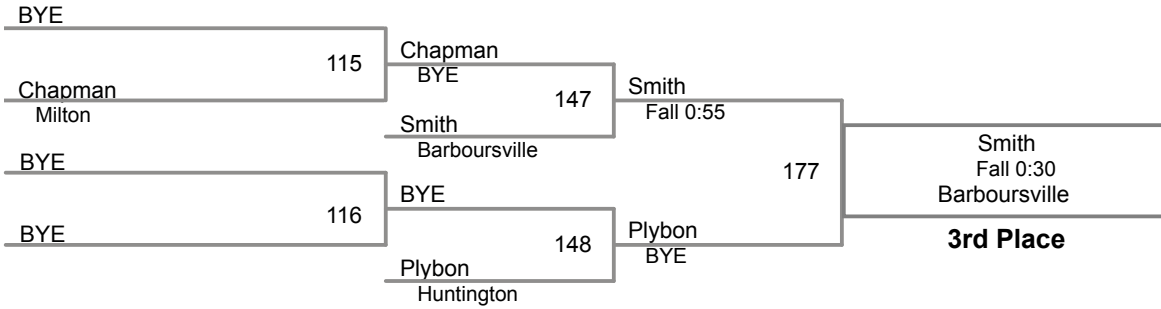 BYE
115
Chapman
Milton
BYE
116
BYE
Chapman
BYE
147
Smith
Barboursville
BYE
148
Plybon
Huntington
Smith
Fall 0:55
177
Plybon
BYE
Smith
Fall 0:30
Barboursville
3rd Place